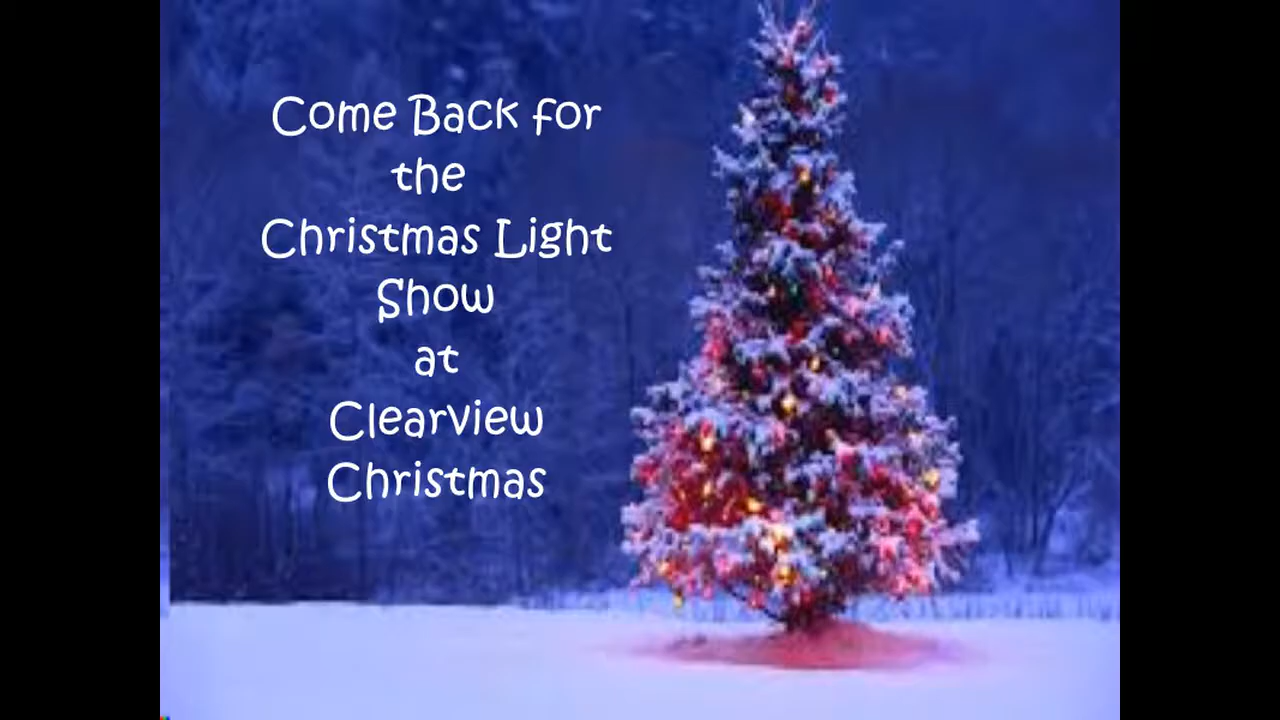 Come Back for
the
Christmas Light
Show
at
Clearview
Christmas